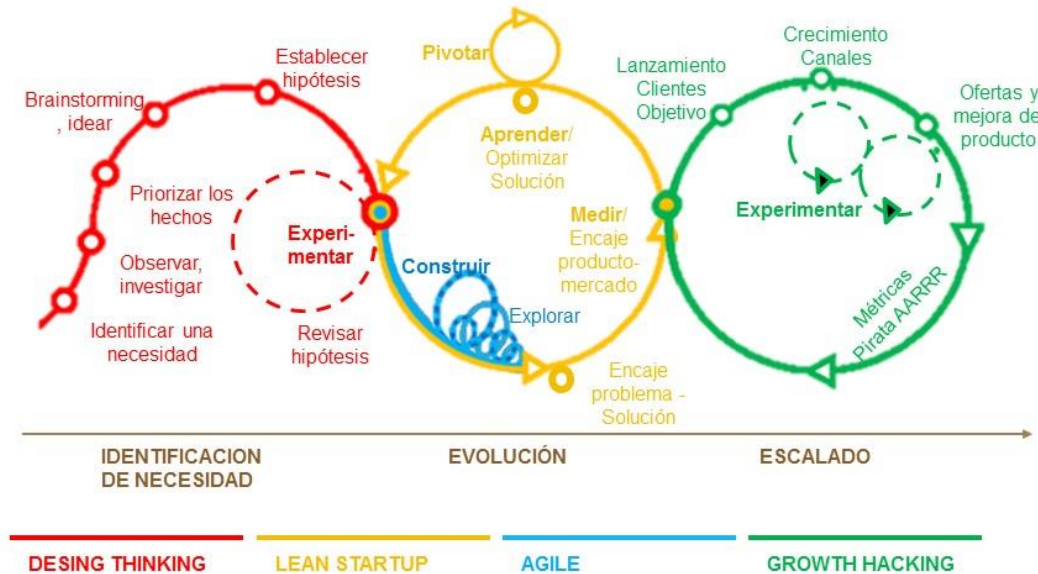 Establecer
hipótesis
Brainstorming
, idear
Priorizar los
hechos
Experi-
mentar
Observar,
investigar
Identificar una
necesidad
Revisar
hipótesis
Pivotar
Aprender/
Optimizar
Solución
Medir/
Encaje
producto-
mercado
Construir
Explorar
Encaje
problema -
Solución
Lanzamiento
Clientes
Objetivo
Crecimiento
Canales
Ofertas y
mejora de
producto
Experimentar
Métricas
Pirata AARRR
IDENTIFICACION
DE NECESIDAD
EVOLUCIÓN
ESCALADO
DESING THINKING
LEAN STARTUP
AGILE
GROWTH HACKING